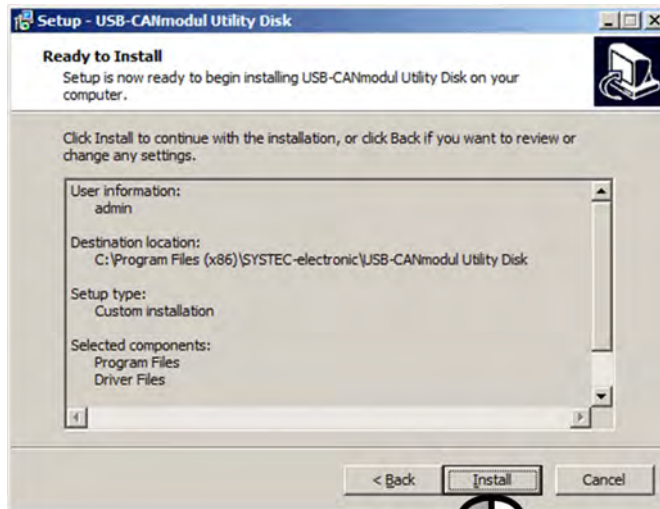 Setup - USB-CANmodul Utility Disk
Ready to Install
Setup is now ready to begin installing USB-CANmodul Utility Disk on your
computer.
Click Install to continue with the installation, or click Back if you want to review or
change any settings.
User information:
admin
Destination location:
C:\Program Files (x86)\SYSTEC-electronic\USB-CANmodul Utility Disk
Setup type:
Custom installation
Selected components:
Program Files
Driver Files
< Back
Install
Cancel